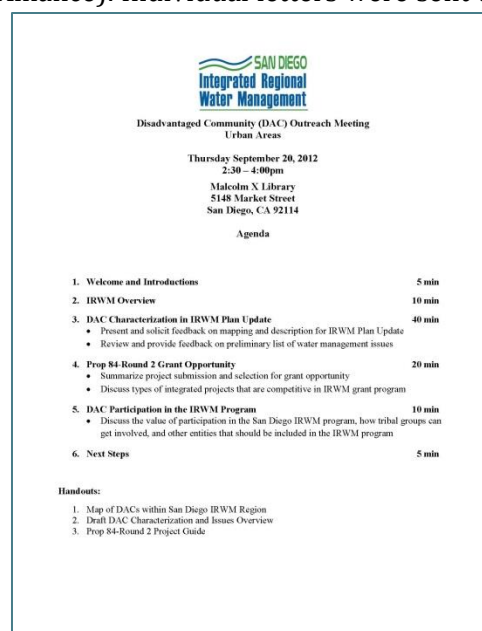 SAN DIEGO
Integrated Regional
Water Management
Disadvantaged Community (DAC) Outreach Meeting
Urban Areas
Thursday September 20, 2012
2:30 – 4:00pm
Malcolm X Library
5148 Market Street
San Diego, CA 92114
Agenda
1. Welcome and Introductions 5 min
2. IRWM Overview 10 min
3. DAC Characterization in IRWM Plan Update 40 min
• Present and solicit feedback on mapping and description for IRWM Plan Update
• Review and provide feedback on preliminary list of water management issues
4. Prop 84-Round 2 Grant Opportunity 20 min
• Summarize project submission and selection for grant opportunity
• Discuss types of integrated projects that are competitive in IRWM grant program
5. DAC Participation in the IRWM Program 10 min
• Discuss the value of participation in the San Diego IRWM program, how tribal groups can
get involved, and other entities that should be included in the IRWM program
6. Next Steps 5 min
Handouts:
1. Map of DACs within San Diego IRWM Region
2. Draft DAC Characterization and Issues Overview
3. Prop 84-Round 2 Project Guide